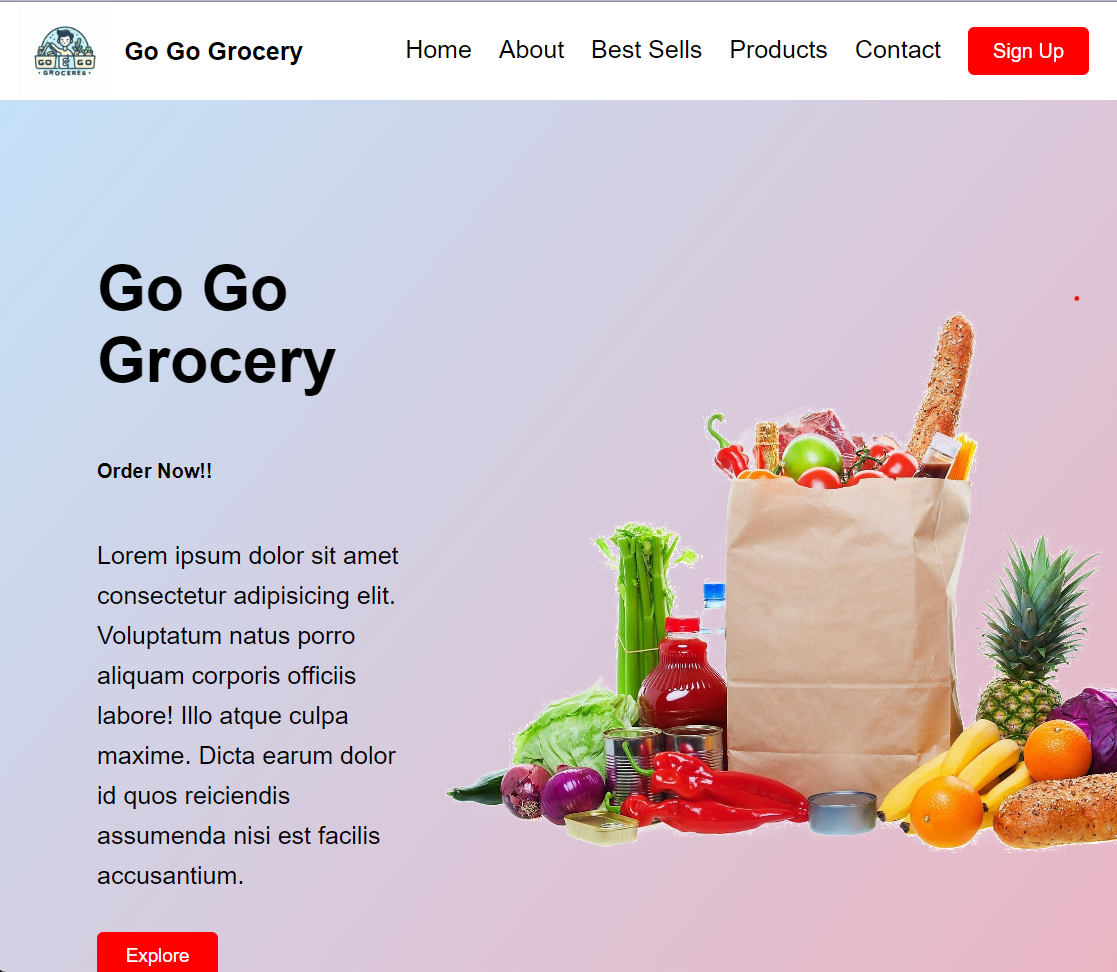 GO & GO
GROCERES
Go Go Grocery
Home
About
Best Sells
Products
Contact
Sign Up
Go Go
Grocery
Order Now!!
Lorem ipsum dolor sit amet
consectetur adipisicing elit.
Voluptatum natus porro
aliquam corporis officiis
labore! Illo atque culpa
maxime. Dicta earum dolor
id quos reiciendis
assumenda nisi est facilis
accusantium.
Explore